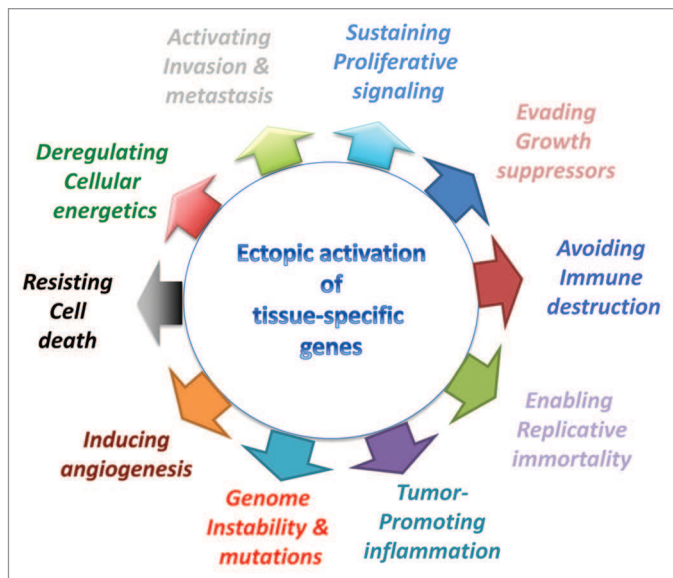 Activating
Invasion &
metastasis
Sustaining
Proliferative
signaling
Evading
Growth
suppressors
Avoiding
Immune
destruction
Enabling
Replicative
immortality
Tumor-
Promoting
inflammation
Genome
Instability &
mutations
Inducing
angiogenesis
Resisting
Cell
death
Deregulating
Cellular
energetics
Ectopic activation
of
tissue-specific
genes